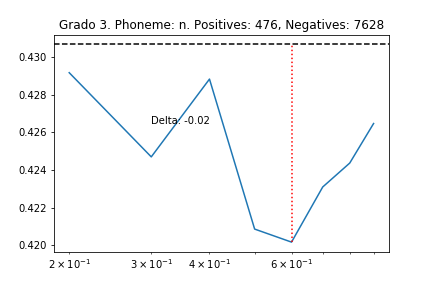 Grado 3. Phoneme: n. Positives: 476, Negatives: 7628
0.430
0.428
Delta: -0.02
0.426
0.424
0.422
0.420
2 × 10⁻¹ 3 × 10⁻¹ 4 × 10⁻¹ 6 × 10⁻¹